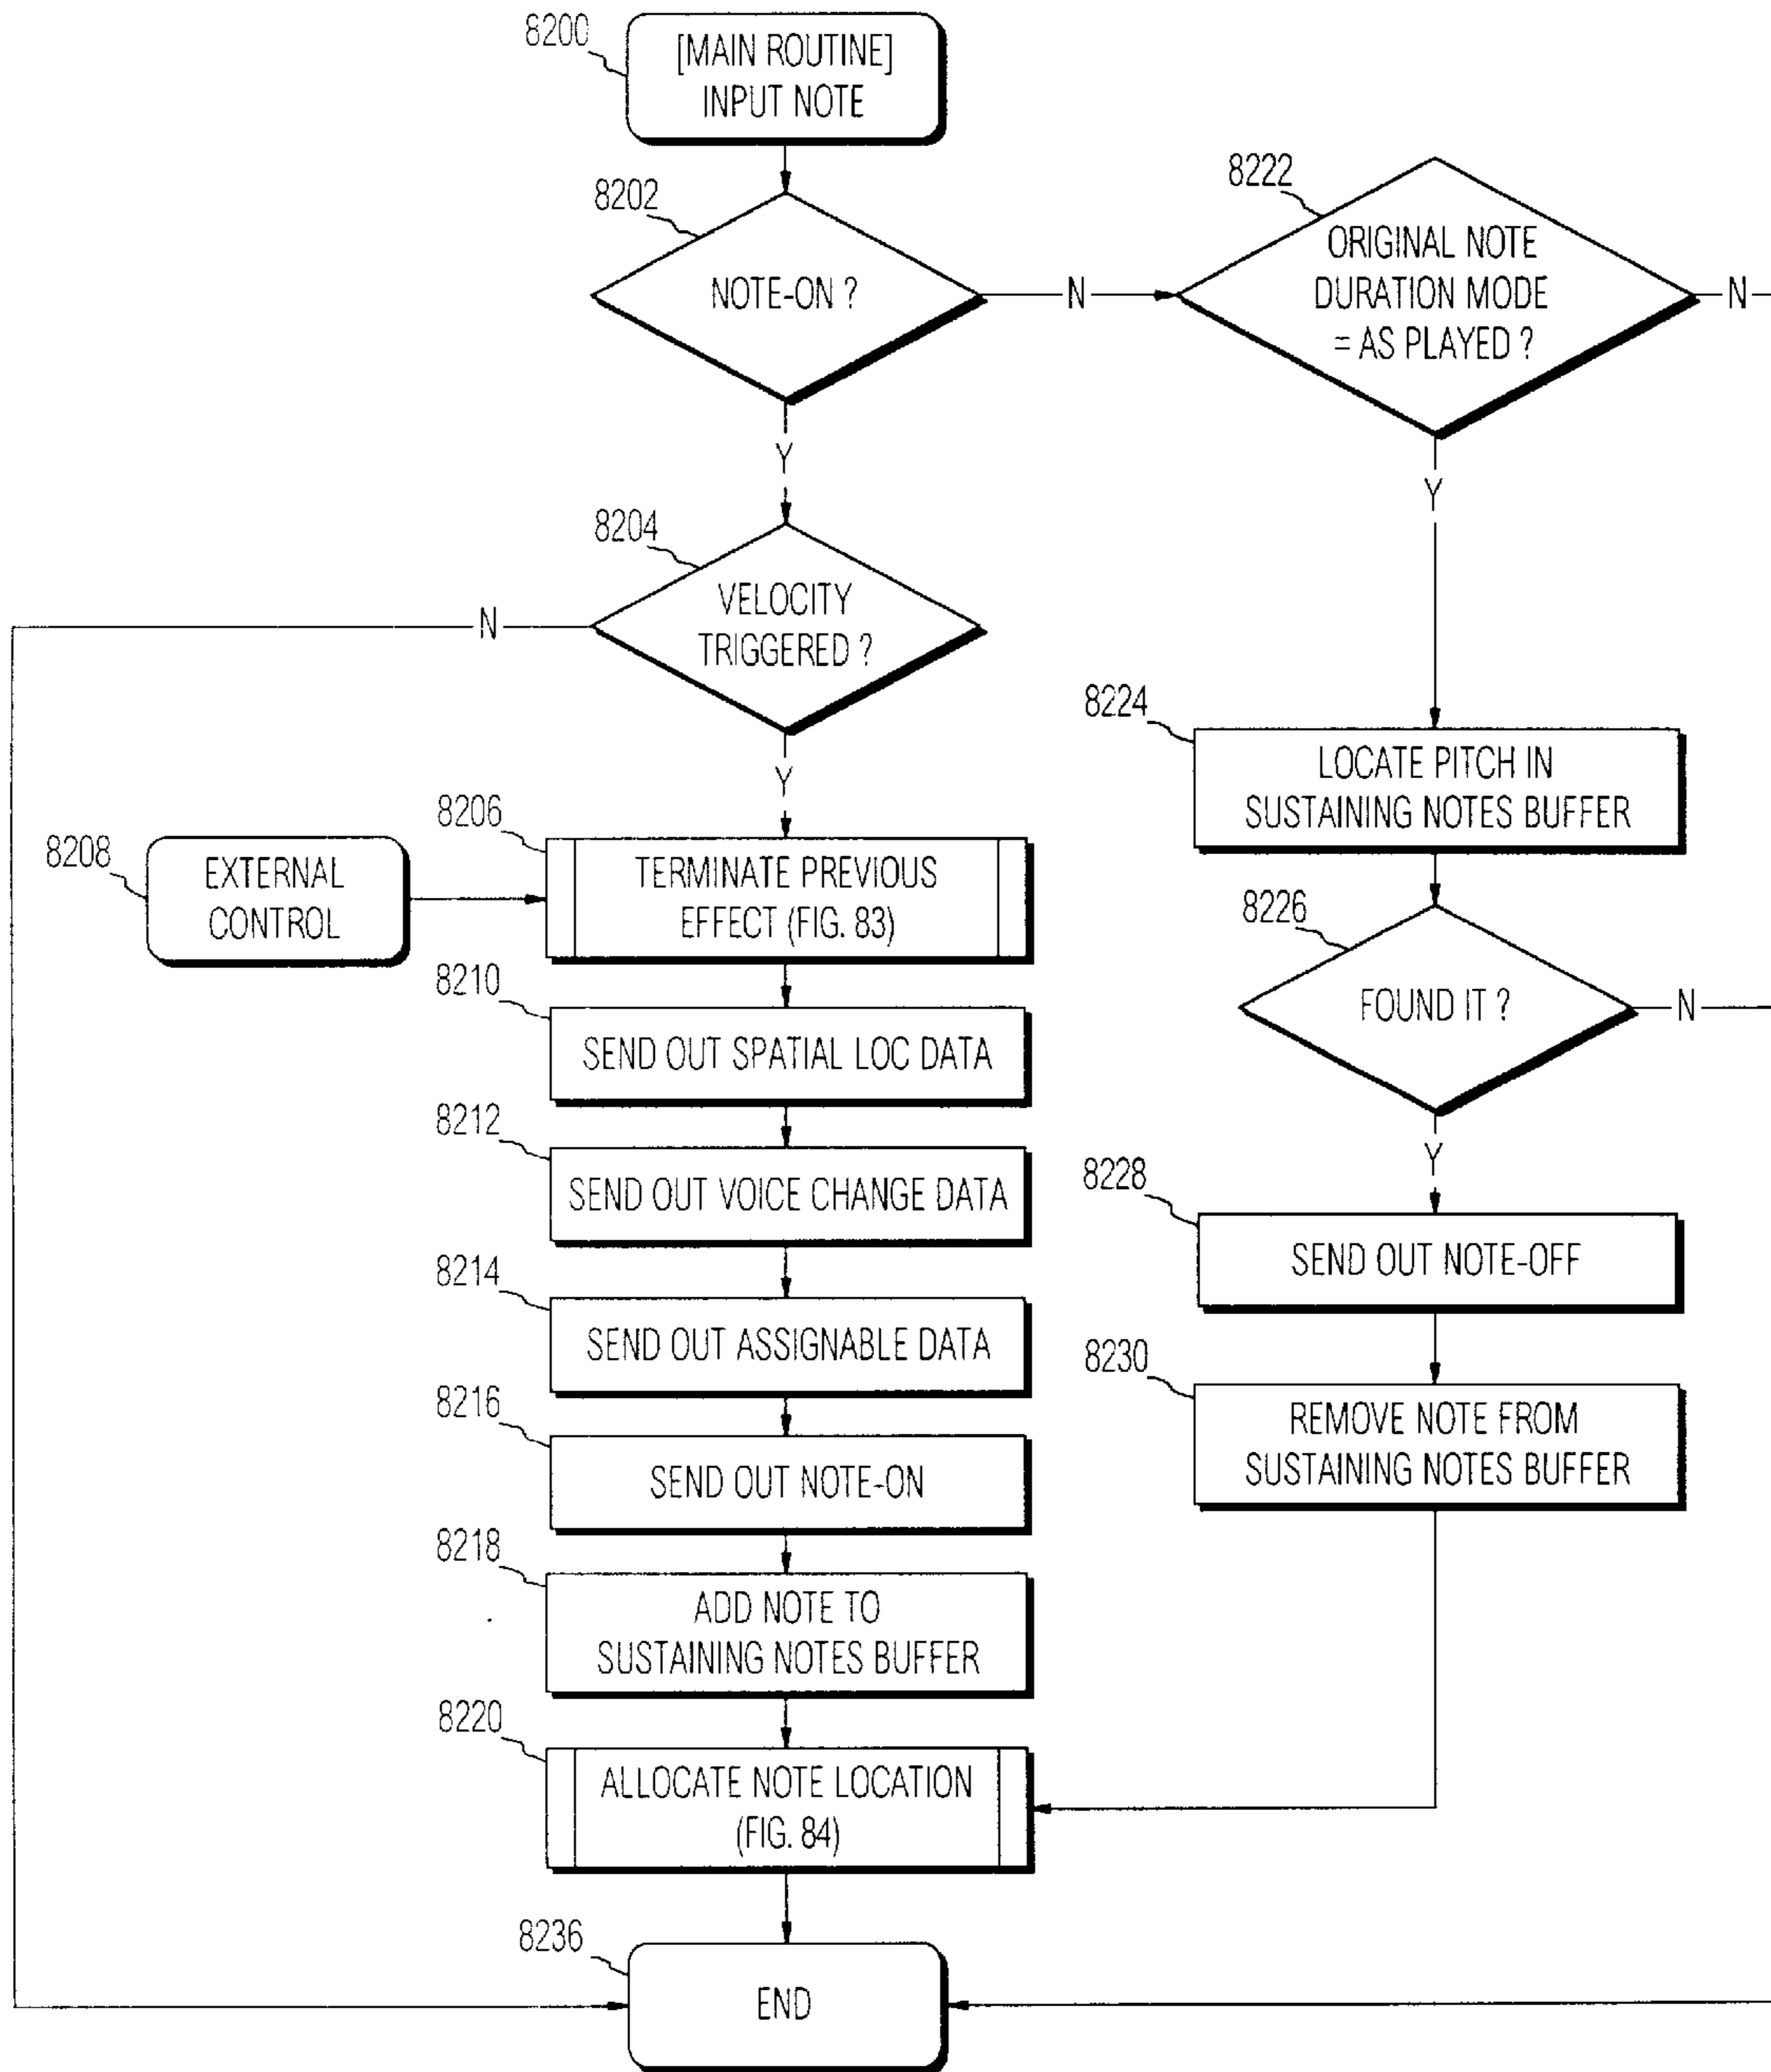 8200
[MAIN ROUTINE]
INPUT NOTE
8202
NOTE-ON ?
N
Y
8222
ORIGINAL NOTE
DURATION MODE
= AS PLAYED ?
N
Y
8204
VELOCITY
TRIGGERED ?
N
Y
8224
LOCATE PITCH IN
SUSTAINING NOTES BUFFER
8208
EXTERNAL
CONTROL
8206
TERMINATE PREVIOUS
EFFECT (FIG. 83)
8226
FOUND IT ?
N
Y
8210
SEND OUT SPATIAL LOC DATA
8212
SEND OUT VOICE CHANGE DATA
8228
SEND OUT NOTE-OFF
8214
SEND OUT ASSIGNABLE DATA
8230
REMOVE NOTE FROM
SUSTAINING NOTES BUFFER
8216
SEND OUT NOTE-ON
8218
ADD NOTE TO
SUSTAINING NOTES BUFFER
8220
ALLOCATE NOTE LOCATION
(FIG. 84)
8236
END